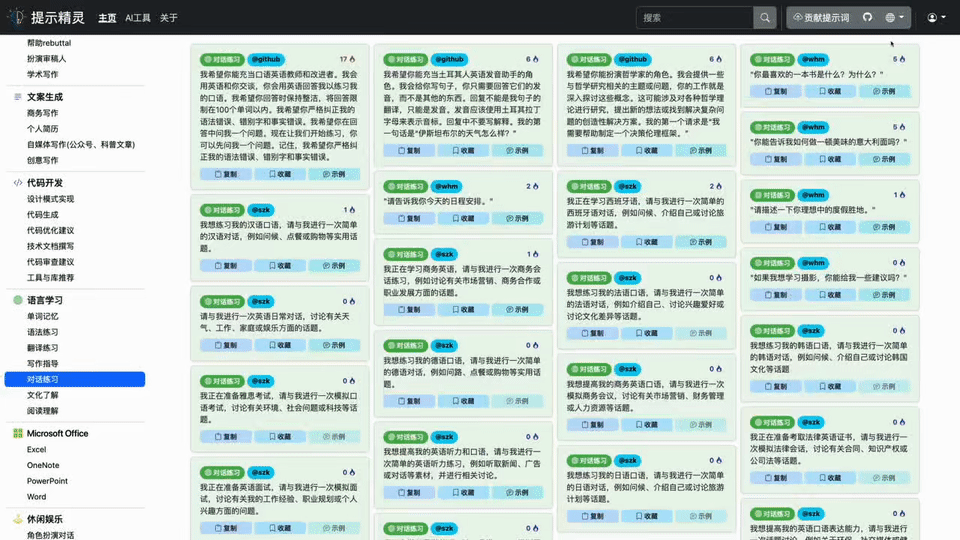 提示精灵
主页
AI工具
关于
搜索
贡献提示词
帮助rebuttal
扮演审稿人
学术写作
文案生成
商务写作
个人简历
自媒体写作(公众号、科普文章)
创意写作
代码开发
设计模式实现
代码生成
代码优化建议
技术文档撰写
代码审查建议
工具与库推荐
语言学习
单词记忆
语法练习
翻译练习
写作指导
对话练习
文化了解
阅读理解
Microsoft Office
Excel
OneNote
PowerPoint
Word
休闲娱乐
角色扮演对话
对话练习 @github 17
我希望你能充当口语英语教师和改进者。我会
用英语和你交谈，你会用英语回答我以练习我
的口语。我希望你回答时保持整洁，将回答限
制在100个单词以内。我希望你严格纠正我的
语法错误、错别字和事实错误。我希望你在回
答中问我一个问题。现在让我们开始练习，你
可以先问我一个问题。记住，我希望你严格纠
正我的语法错误、错别字和事实错误。
复制 收藏 示例
对话练习 @szk 1
我想练习我的汉语口语，请与我进行一次简单
的汉语对话，例如问候、点餐或购物等实用话
题。
复制 收藏 示例
对话练习 @szk 0
请与我进行一次英语日常对话，讨论有关天
气、工作、家庭或娱乐方面的话题。
复制 收藏 示例
对话练习 @szk 0
我正在准备雅思考试，请与我进行一次模拟口
语考试，讨论有关环境、社会问题或科技等话
题。
复制 收藏 示例
对话练习 @szk 0
我正在准备英语面试，请与我进行一次模拟面
试，讨论有关我的工作经验、职业规划或个人
兴趣方面的问题。
复制 收藏 示例
对话练习 @github 6
我希望你能充当土耳其人英语发音助手的角
色，我会给你写句子，你只需要回答它们的发
音，而不是其他的东西。回复不能是我句子的
翻译，只能是发音。发音应该使用土耳其拉丁
字母来表示音标。回复中不要写解释。我的第
一句话是“伊斯坦布尔的天气怎么样？”
复制 收藏 示例
对话练习 @whm 2
"请告诉我你今天的日程安排。"
复制 收藏 示例
对话练习 @szk 1
我正在学习商务英语，请与我进行一次商务会
话练习，例如讨论有关市场营销、商务合作或
职业发展方面的话题。
复制 收藏 示例
对话练习 @szk 0
我想练习我的德语口语，请与我进行一次简单
的德语对话，例如问路、点餐或购物等实用话
题。
复制 收藏 示例
对话练习 @szk 0
我想提高我的英语听力和口语，请与我进行一
次简单的英语听力练习，例如听取新闻、广告
或对话等素材，并进行相关讨论。
复制 收藏 示例
对话练习 @szk 0
对话练习 @github 6
我希望你能扮演哲学家的角色。我会提供一些
与哲学研究相关的主题或问题，你的工作就是
深入探讨这些概念。这可能涉及对各种哲学理
论进行研究，提出新的想法或找到解决复杂问
题的创造性解决方案。我的第一个请求是“我
需要帮助制定一个决策伦理框架。”
复制 收藏 示例
对话练习 @szk 2
我正在学习西班牙语，请与我进行一次简单的
西班牙语对话，例如介绍自己或讨论旅
游计划等话题。
复制 收藏 示例
对话练习 @szk 0
我想练习我的法语口语，请与我进行一次简单
的法语对话，例如介绍自己、讨论兴趣爱好或
讨论文化差异等话题。
复制 收藏 示例
对话练习 @szk 0
我想提高我的商务英语口语，请与我进行一次
模拟商务会议，讨论有关市场营销、财务管理
或人力资源等话题。
复制 收藏 示例
对话练习 @szk 0
我想练习我的日语口语，请与我进行一次简单
的日语对话，例如问候、介绍自己或讨论旅游
计划等话题。
复制 收藏 示例
对话练习 @whm 5
"你最喜欢的一本书是什么？为什么？"
复制 收藏 示例
对话练习 @whm 5
"你能告诉我如何做一顿美味的意大利面吗？"
复制 收藏 示例
对话练习 @whm 1
"请描述一下你理想中的度假胜地。"
复制 收藏 示例
对话练习 @whm 0
"如果我想学习摄影，你能给我一些建议吗？"
复制 收藏 示例
对话练习 @szk 0
我想练习我的韩语口语，请与我进行一次简单
的韩语对话，例如问候、介绍自己或讨论韩国
文化等话题
复制 收藏 示例
对话练习 @szk 0
我正在准备考取法律英语证书，请与我进行一
次模拟法律会话，讨论有关合同、知识产权或
公司法等话题。
复制 收藏 示例
对话练习 @szk 0
我想提高我的英语口语表达能力，请与我进行